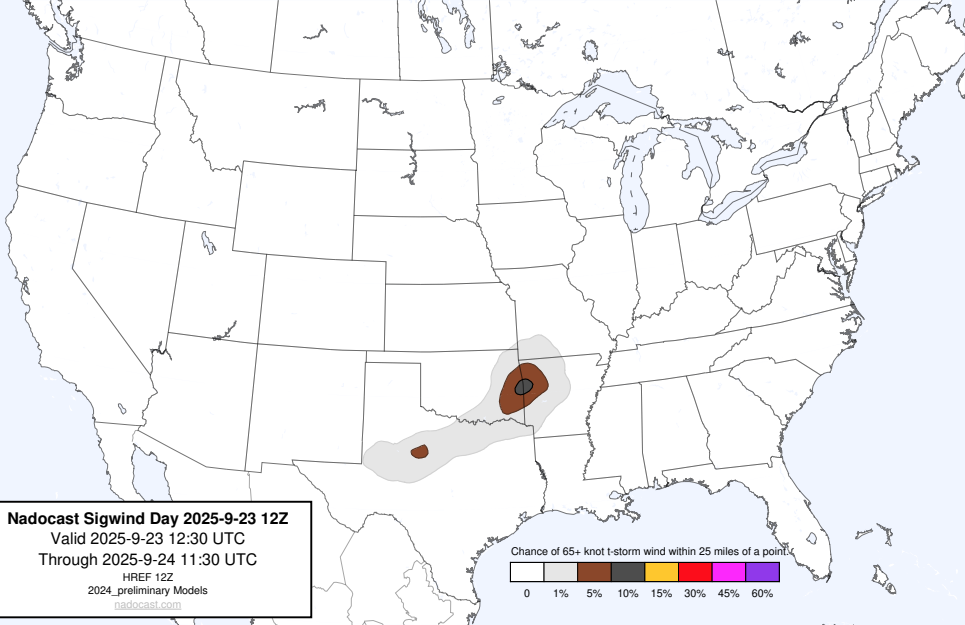 Nadocast Sigwind Day 2025-9-23 12Z
Valid 2025-9-23 12:30 UTC
Through 2025-9-24 11:30 UTC
HREF 12Z
2024_preliminary Models
nadocast.com
Chance of 65+ knot t-storm wind within 25 miles of a point.
0 1% 5% 10% 15% 30% 45% 60%